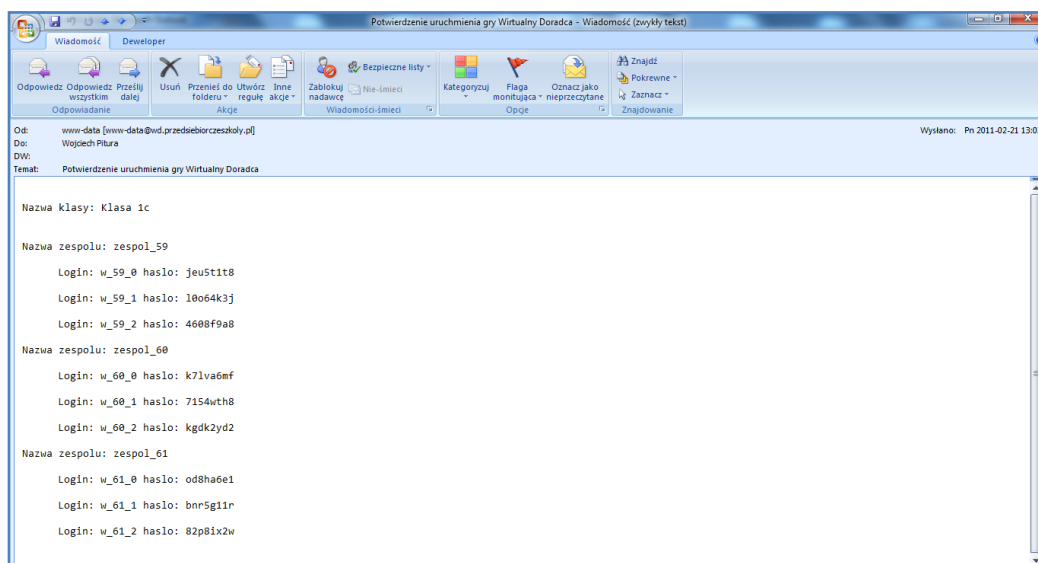 Potwierdzenie uruchmienia gry Wirtualny Doradca - Wiadomość (zwykły tekst)
Wiadomość Deweloper
Odpowiedz Odpowiedz wszystkim Prześlij dalej
Odpowiadanie
Usuń Przenieś do folderu Utwórz regułę Inne akcje
Akcje
Zablokuj nadawcę Bezpieczne listy Nie-śmieci
Wiadomości-śmieci
Kategoryzuj Flaga monitująca Oznacz jako nieprzeczytane
Opcje
Znajdź
Pokrewne
Zaznacz
Znajdowanie
Od: www-data [www-data@wd.przedsiebiorczeszkoly.pl] Wysłano: Pn 2011-02-21
Do: Wojciech Pitura
DW:
Temat: Potwierdzenie uruchmienia gry Wirtualny Doradca
Nazwa klasy: Klasa 1c
Nazwa zespolu: zespol_59
Login: w_59_0 haslo: jeu5t1t8
Login: w_59_1 haslo: l0o64k3j
Login: w_59_2 haslo: 4608f9a8
Nazwa zespolu: zespol_60
Login: w_60_0 haslo: k7lva6mf
Login: w_60_1 haslo: 7154wth8
Login: w_60_2 haslo: kgdk2yd2
Nazwa zespolu: zespol_61
Login: w_61_0 haslo: od8ha6e1
Login: w_61_1 haslo: bnr5g11r
Login: w_61_2 haslo: 82p8ix2w